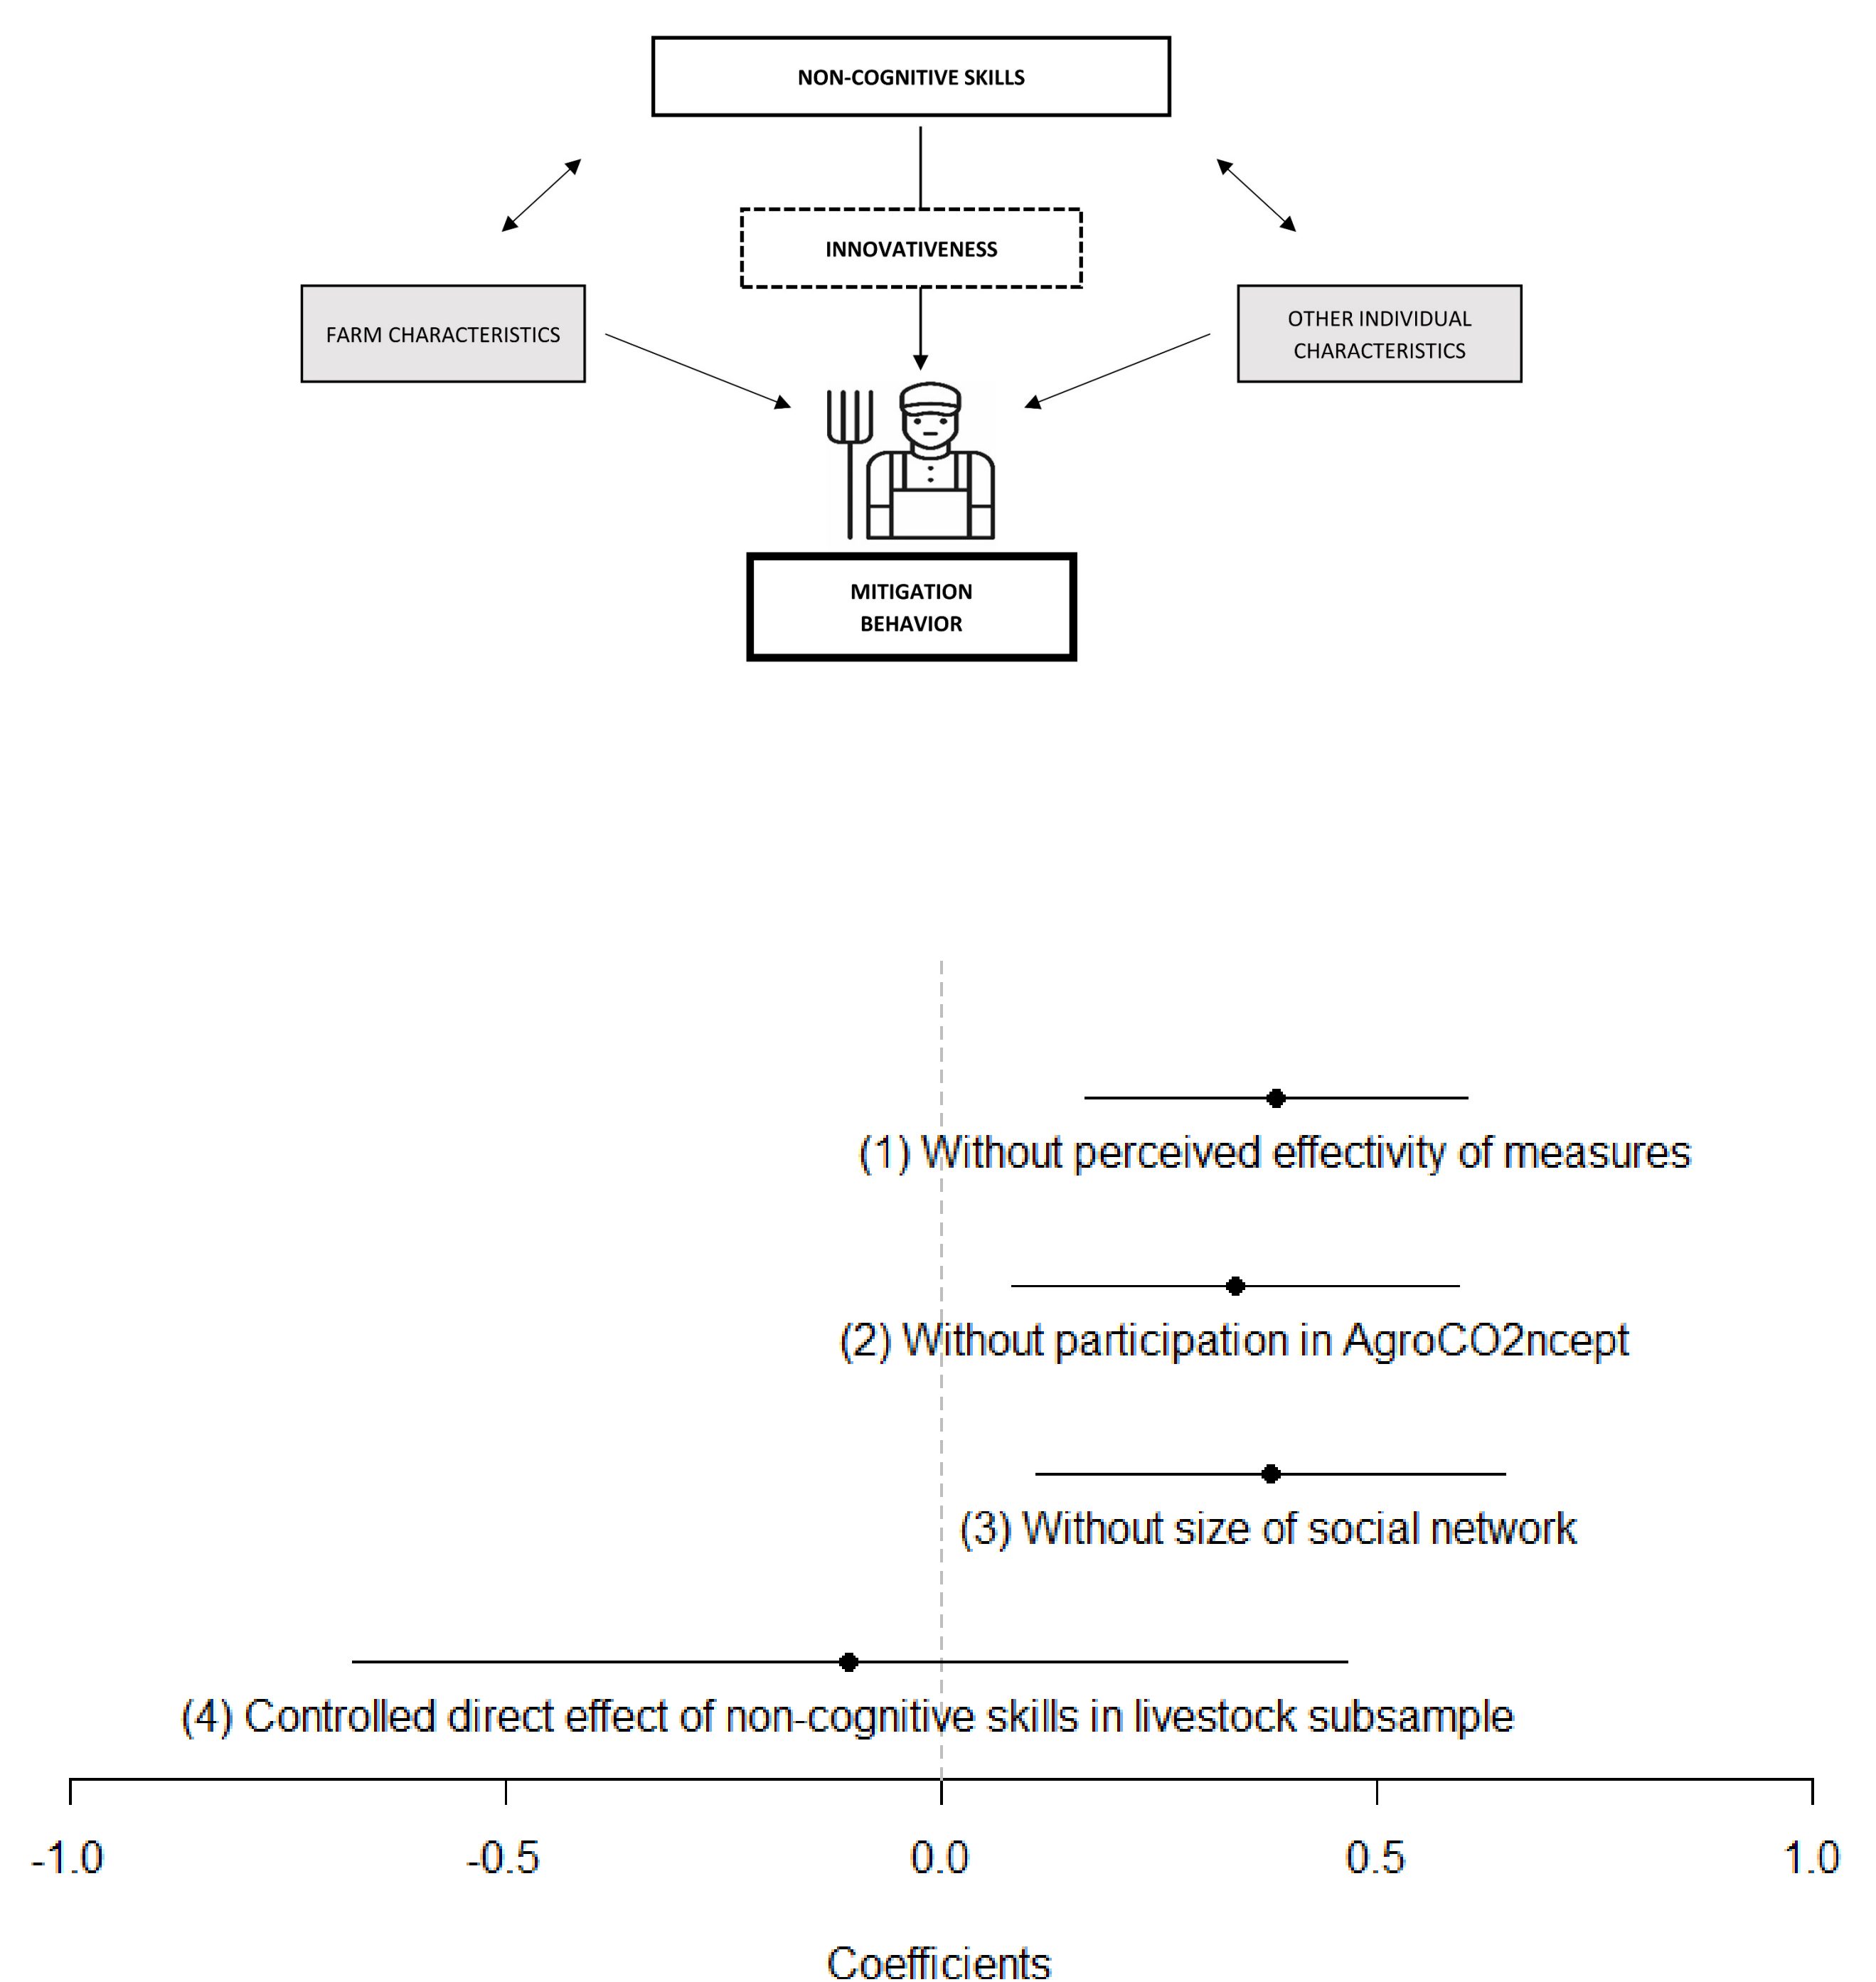 NON-COGNITIVE SKILLS
INNOVATIVENESS
FARM CHARACTERISTICS
OTHER INDIVIDUAL
CHARACTERISTICS
MITIGATION
BEHAVIOR
(1) Without perceived effectivity of measures
(2) Without participation in AgroCO2ncept
(3) Without size of social network
(4) Controlled direct effect of non-cognitive skills in livestock subsample
-1.0 -0.5 0.0 0.5 1.0
Coefficients